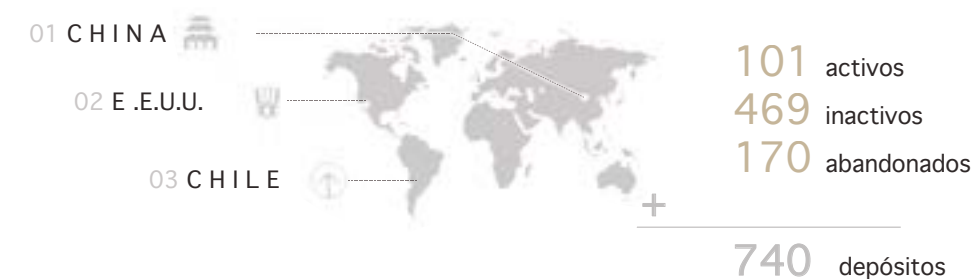 01 CHINA
02 E .E.U.U.
03 CHILE
101 activos
469 inactivos
170 abandonados
+
740 depósitos